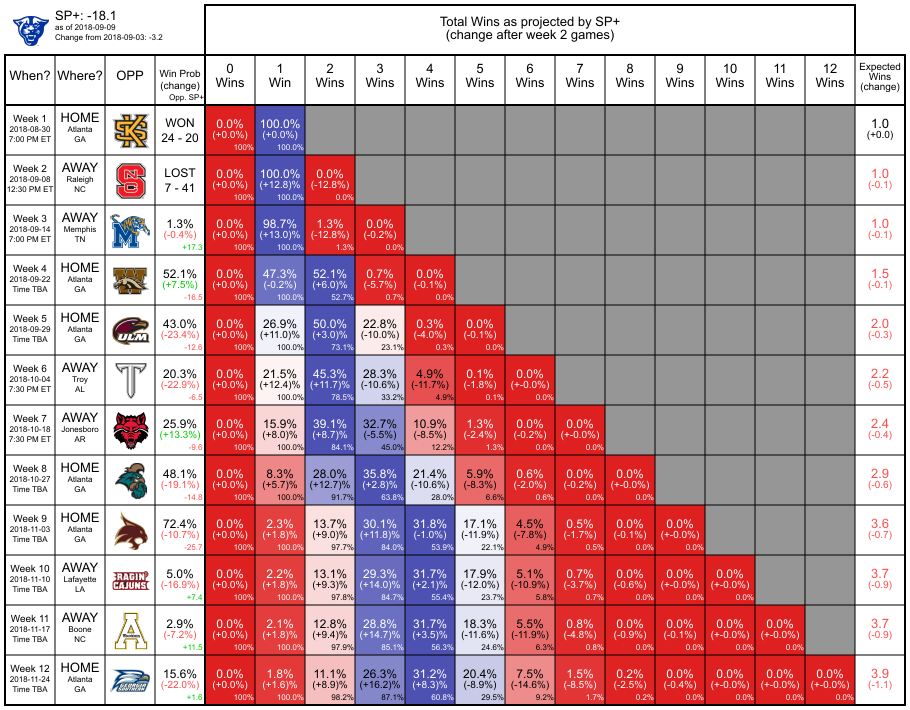 SP+: -18.1
as of 2018-09-09
Change from 2018-09-03: -3.2
Total Wins as projected by SP+
(change after week 2 games)
When? Where? OPP Win Prob (change) Opp. SP+ 0 Wins 1 Win 2 Wins 3 Wins 4 Wins 5 Wins 6 Wins 7 Wins 8 Wins 9 Wins 10 Wins 11 Wins 12 Wins Expected Wins (change)
Week 1 HOME WON 0.0% 100.0% 1.0
2018-08-30 Atlanta KS 24 - 20 (+0.0%) (+0.0%) (+0.0)
7:00 PM ET GA 100% 100.0%
Week 2 AWAY LOST 0.0% 100.0% 0.0% 1.0
2018-09-08 Raleigh S 7 - 41 (+0.0%) (+12.8)% (-12.8%) (-0.1)
12:30 PM ET NC 100% 100.0% 0.0%
Week 3 AWAY 1.3% 0.0% 98.7% 1.3% 0.0% 1.0
2018-09-14 Memphis M (-0.4%) (+0.0%) (+13.0)% (-12.8%) (-0.2%) (-0.1)
7:00 PM ET TN +17.3 100% 100.0% 1.3% 0.0%
Week 4 HOME 52.1% 0.0% 47.3% 52.1% 0.7% 0.0% 1.5
2018-09-22 Atlanta W (+7.5%) (+0.0%) (-0.2)% (+6.0)% (-5.7%) (-0.1%) (-0.1)
Time TBA GA -16.5 100% 100.0% 52.7% 0.7% 0.0%
Week 5 HOME 43.0% 0.0% 26.9% 50.0% 22.8% 0.3% 0.0% 2.0
2018-09-29 Atlanta ULM (-23.4%) (+0.0%) (+11.0)% (+3.0)% (-10.0%) (-4.0%) (-0.1%) (-0.3)
Time TBA GA -12.6 100% 100.0% 73.1% 23.1% 0.3% 0.0%
Week 6 AWAY 20.3% 0.0% 21.5% 45.3% 28.3% 4.9% 0.1% 0.0% 2.2
2018-10-04 Troy T (-22.9%) (+0.0%) (+12.4)% (+11.7)% (-10.6%) (-11.7%) (-1.8%) (+-0.0%) (-0.5)
7:30 PM ET AL -6.5 100% 100.0% 78.5% 33.2% 4.9% 0.1% 0.0%
Week 7 AWAY 25.9% 0.0% 15.9% 39.1% 32.7% 10.9% 1.3% 0.0% 0.0% 2.4
2018-10-18 Jonesboro (+13.3%) (+0.0%) (+8.0)% (+8.7)% (-5.5%) (-8.5%) (-2.4%) (-0.2%) (+-0.0%) (-0.4)
7:30 PM ET AR -9.6 100% 100.0% 84.1% 45.0% 12.2% 1.3% 0.0% 0.0%
Week 8 HOME 48.1% 0.0% 8.3% 28.0% 35.8% 21.4% 5.9% 0.6% 0.0% 0.0% 2.9
2018-10-27 Atlanta (-19.1%) (+0.0%) (+5.7)% (+12.7)% (+2.8)% (-10.6%) (-8.3%) (-2.0%) (-0.2%) (+-0.0%) (-0.6)
Time TBA GA -14.8 100% 100.0% 91.7% 63.8% 28.0% 6.6% 0.6% 0.0% 0.0%
Week 9 HOME 72.4% 0.0% 2.3% 13.7% 30.1% 31.8% 17.1% 4.5% 0.5% 0.0% 0.0% 3.6
2018-11-03 Atlanta (-10.7%) (+0.0%) (+1.8)% (+9.0)% (+11.8)% (-1.0%) (-11.9%) (-7.8%) (-1.7%) (-0.1%) (+-0.0%) (-0.7)
Time TBA GA -25.7 100% 100.0% 97.7% 84.0% 53.9% 22.1% 4.9% 0.5% 0.0% 0.0%
Week 10 AWAY 5.0% 0.0% 2.2% 13.1% 29.3% 31.7% 17.9% 5.1% 0.7% 0.0% 0.0% 0.0% 3.7
2018-11-10 Lafayette RAGIN CAJUNS (-16.9%) (+0.0%) (+1.8)% (+9.3)% (+14.0)% (+2.1)% (-12.0%) (-10.9%) (-3.7%) (-0.6%) (+-0.0%) (+-0.0%) (-0.9)
Time TBA LA +7.4 100% 100.0% 97.8% 84.7% 55.4% 23.7% 5.8% 0.7% 0.0% 0.0% 0.0%
Week 11 AWAY 2.9% 0.0% 2.1% 12.8% 28.8% 31.7% 18.3% 5.5% 0.8% 0.0% 0.0% 0.0% 0.0% 3.7
2018-11-17 Boone A (-7.2%) (+0.0%) (+1.8)% (+9.4)% (+14.7)% (+3.5)% (-11.6%) (-11.9%) (-4.8%) (-0.9%) (-0.1%) (+-0.0%) (+-0.0%) (-0.9)
Time TBA NC +11.5 100% 100.0% 97.9% 85.1% 56.3% 24.6% 6.3% 0.8% 0.0% 0.0% 0.0% 0.0%
Week 12 HOME 15.6% 0.0% 1.8% 11.1% 26.3% 31.2% 20.4% 7.5% 1.5% 0.2% 0.0% 0.0% 0.0% 0.0% 3.9
2018-11-24 Atlanta GEORGIA SOUTHERN (-22.0%) (+0.0%) (+1.6)% (+8.9)% (+16.2)% (+8.3)% (-8.9%) (-14.6%) (-8.5%) (-2.5%) (-0.4%) (+-0.0%) (+-0.0%) (+-0.0%) (-1.1)
Time TBA GA +1.6 100% 100.0% 98.2% 87.1% 60.8% 29.5% 9.2% 1.7% 0.2% 0.0% 0.0% 0.0% 0.0%